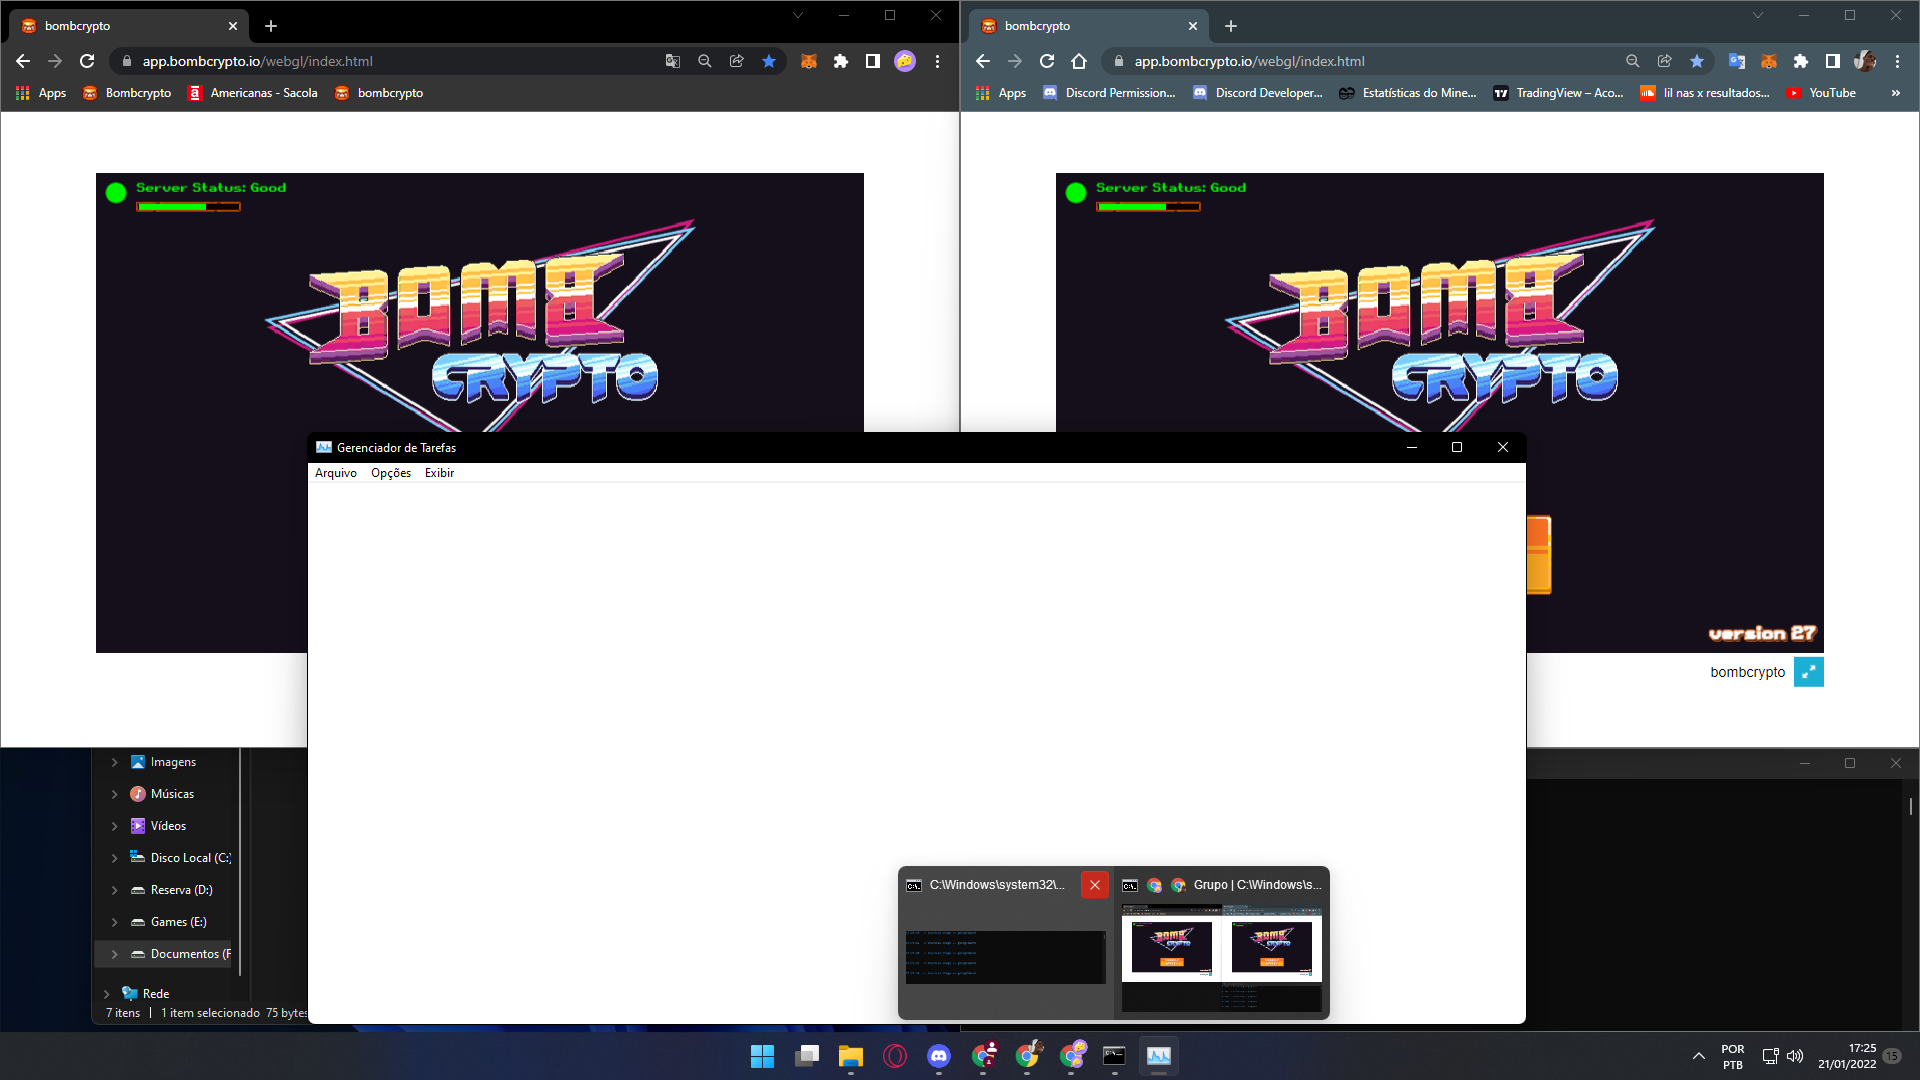 bombcrypto
app.bombcrypto.io/webgl/index.html
Apps
Bombcrypto
Americanas - Sacola
bombcrypto
Server Status: Good
BOMB
CRYPTO
bombcrypto
app.bombcrypto.io/webgl/index.html
Apps
Discord Permission...
Discord Developer...
Estatísticas do Mine...
TradingView – Aco...
lil nas x resultados...
YouTube
Server Status: Good
BOMB
CRYPTO
version 27
bombcrypto
Gerenciador de Tarefas
Arquivo Opções Exibir
Imagens
Músicas
Vídeos
Disco Local (C:)
Reserva (D:)
Games (E:)
Documentos (F
Rede
7 itens
1 item selecionado 75 bytes
C:\Windows\system32\...
Grupo | C:\Windows\s...
BOMB
CRYPTO
BOMB
CRYPTO
POR
PTB
17:25
21/01/2022
15